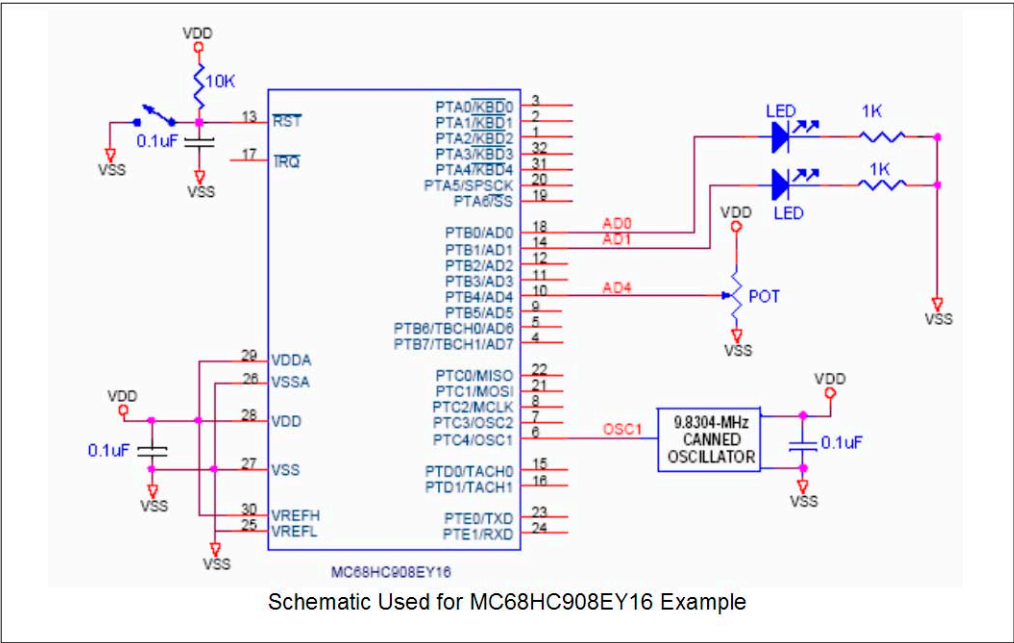 VDD
10K
0.1uF
VSS
VSS
13 RST
17 IRQ
PTA0/KBD0 3
PTA1/KBD1 2
PTA2/KBD2 1
PTA3/KBD3 32
PTA4/KBD4 31
PTA5/SPSCK 20
PTA6/SS 19
PTB0/AD0 18 AD0
PTB1/AD1 14 AD1
PTB2/AD2 12
PTB3/AD3 11
PTB4/AD4 10 AD4
PTB5/AD5 9
PTB6/TBCH0/AD6 5
PTB7/TBCH1/AD7 4
LED 1K
1K
LED
VDD
POT
VSS
VSS
29 VDDA
26 VSSA
VDD
28 VDD
0.1uF
27 VSS
VSS
30 VREFH
25 VREFL
VSS
PTC0/MISO 22
PTC1/MOSI 21
PTC2/MCLK 8
PTC3/OSC2 7
PTC4/OSC1 6 OSC1
PTD0/TACH0 15
PTD1/TACH1 16
PTE0/TXD 23
PTE1/RXD 24
VDD
9.8304-MHz
CANNED
OSCILLATOR
0.1uF
VSS
MC68HC908EY16
Schematic Used for MC68HC908EY16 Example